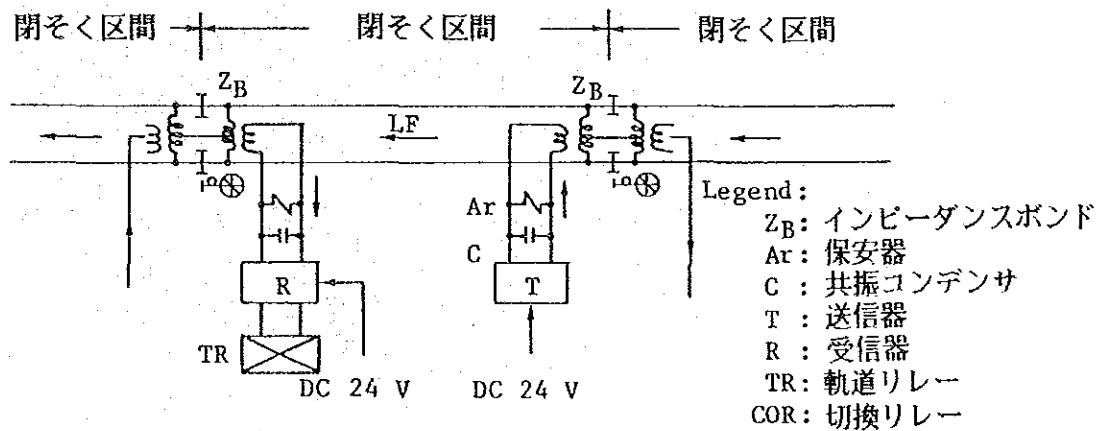 閉そく区間 閉そく区間 閉そく区間
ZB ZB
LF
Legend:
ZB: インピーダンスボンド
Ar
Ar: 保安器
C
C : 共振コンデンサ
R T
T : 送信器
R : 受信器
TR
TR: 軌道リレー
DC 24 V DC 24 V
COR: 切換リレー